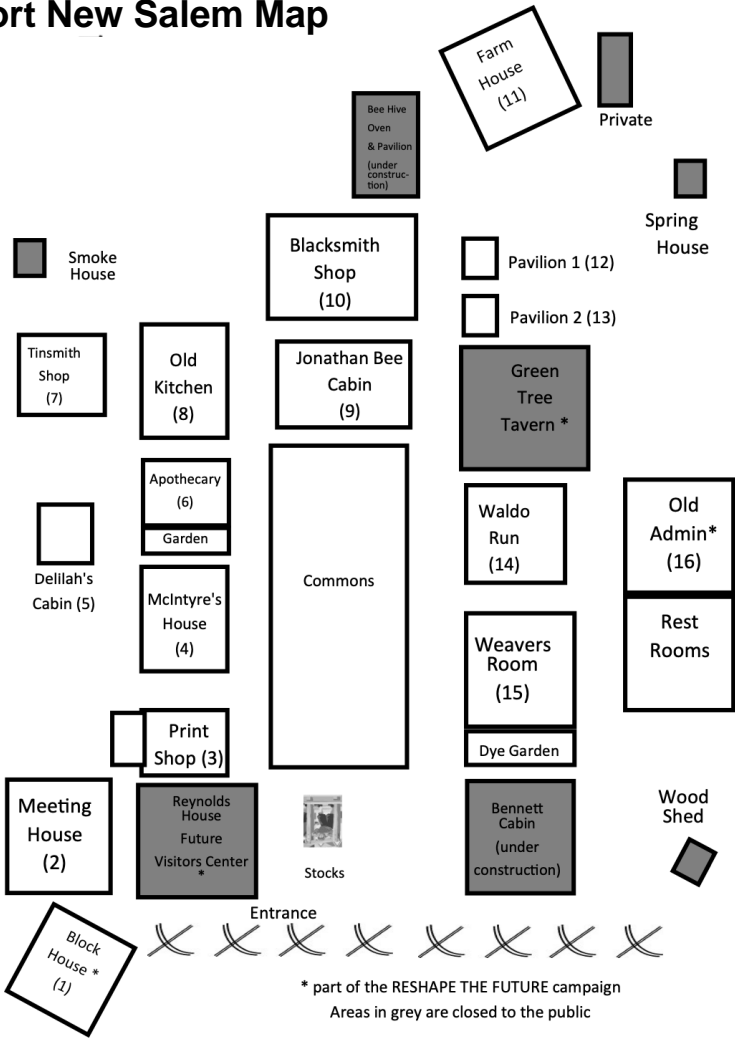 ort New Salem Map
Farm
House
(11)
Private
Bee Hive
Oven
& Pavilion
(under
construc-
tion)
Spring
House
Smoke
House
Blacksmith
Shop
(10)
Pavilion 1 (12)
Pavilion 2 (13)
Tinsmith
Shop
(7)
Old
Kitchen
(8)
Jonathan Bee
Cabin
(9)
Green
Tree
Tavern *
Apothecary
(6)
Garden
Waldo
Run
(14)
Old
Admin*
(16)
Delilah's
Cabin (5)
McIntyre's
House
(4)
Commons
Weavers
Room
(15)
Rest
Rooms
Print
Shop (3)
Dye Garden
Meeting
House
(2)
Reynolds
House
Future
Visitors Center
*
Stocks
Bennett
Cabin
(under
construction)
Wood
Shed
Entrance
Block
House *
(1)
* part of the RESHAPE THE FUTURE campaign
Areas in grey are closed to the public